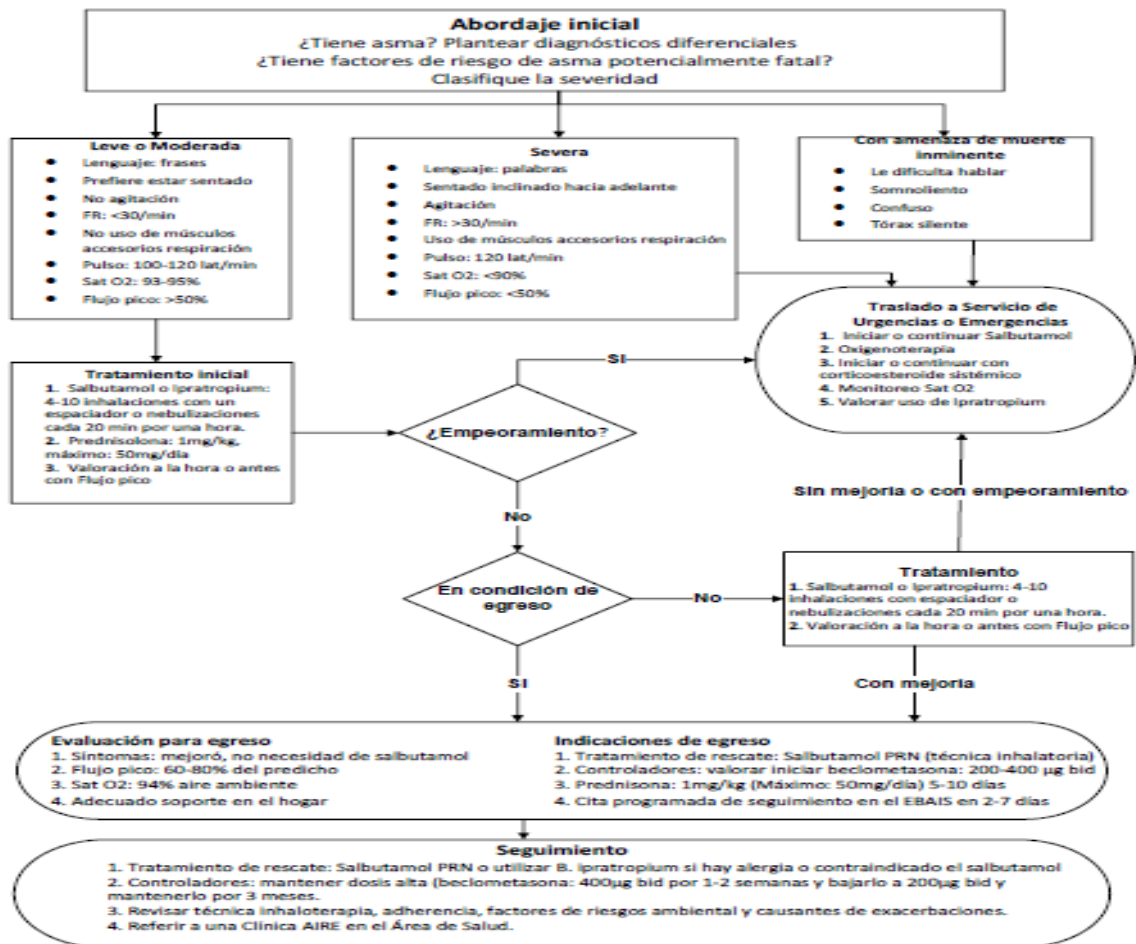 Abordaje inicial
¿Tiene asma? Plantear diagnósticos diferenciales
¿Tiene factores de riesgo de asma potencialmente fatal?
Clasifique la severidad
Leve o Moderada
• Lenguaje: frases
• Prefiere estar sentado
• No agitación
• FR: <30/min
• No uso de músculos
accesorios respiración
• Pulso: 100-120 lat/min
• Sat O2: 93-95%
• Flujo pico: >50%
Severa
• Lenguaje: palabras
• Sentado inclinado hacia adelante
• Agitación
• FR: >30/min
• Uso de músculos accesorios respiración
• Pulso: 120 lat/min
• Sat O2: <90%
• Flujo pico: <50%
Con amenaza de muerte
inminente
• Le dificulta hablar
• Somnoliento
• Confuso
• Tórax silente
Traslado a Servicio de
Urgencias o Emergencias
1. Iniciar o continuar Salbutamol
2. Oxigenoterapia
3. Iniciar o continuar con
corticoesteroide sistémico
4. Monitoreo Sat O2
5. Valorar uso de Ipratropium
Tratamiento inicial
1. Salbutamol o Ipratropium:
4-10 inhalaciones con un
espaciador o nebulizaciones
cada 20 min por una hora.
2. Prednisolona: 1mg/kg,
máximo: 50mg/día
3. Valoración a la hora o antes
con Flujo pico
¿Empeoramiento?
SI
No
En condición de
egreso
No
SI
Sin mejoria o con empeoramiento
Tratamiento
1. Salbutamol o Ipratropium: 4-10
inhalaciones con espaciador o
nebulizaciones cada 20 min por una hora.
2. Valoración a la hora o antes con Flujo pico
Con mejoria
Evaluación para egreso
1. Síntomas: mejoró, no necesidad de salbutamol
2. Flujo pico: 60-80% del predicho
3. Sat O2: 94% aire ambiente
4. Adecuado soporte en el hogar
Indicaciones de egreso
1. Tratamiento de rescate: Salbutamol PRN (técnica inhalatoria)
2. Controladores: valorar iniciar beclometasona: 200-400 µg bid
3. Prednisona: 1mg/kg (Máximo: 50mg/día) 5-10 días
4. Cita programada de seguimiento en el EBAIS en 2-7 días
Seguimiento
1. Tratamiento de rescate: Salbutamol PRN o utilizar B. Ipratropium si hay alergia o contraindicado el salbutamol
2. Controladores: mantener dosis alta (beclometasona: 400µg bid por 1-2 semanas y bajarlo a 200µg bid y
mantenerlo por 3 meses.
3. Revisar técnica inhaloterapia, adherencia, factores de riesgos ambiental y causantes de exacerbaciones.
4. Referir a una Clínica AIRE en el Área de Salud.